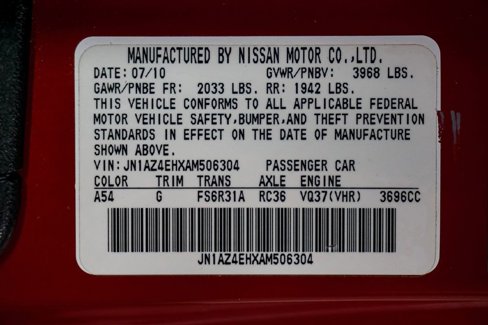 MANUFACTURED BY NISSAN MOTOR CO.,LTD.
DATE: 07/10 GVWR/PNBV: 3968 LBS.
GAWR/PNBE FR: 2033 LBS. RR: 1942 LBS.
THIS VEHICLE CONFORMS TO ALL APPLICABLE FEDERAL
MOTOR VEHICLE SAFETY,BUMPER,AND THEFT PREVENTION
STANDARDS IN EFFECT ON THE DATE OF MANUFACTURE
SHOWN ABOVE.
VIN: JN1AZ4EHXAM506304 PASSENGER CAR
COLOR TRIM TRANS AXLE ENGINE
A54 G FS6R31A RC36 VQ37(VHR) 3696CC
JN1AZ4EHXAM506304